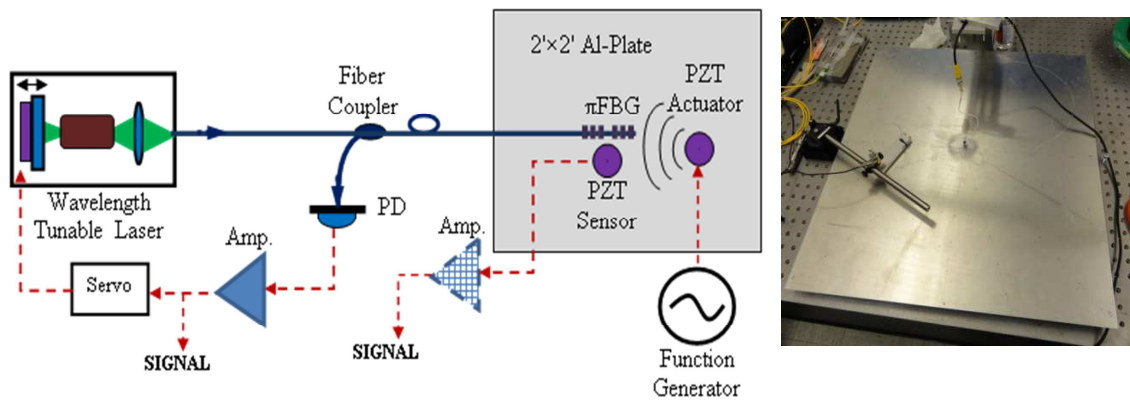 2'×2' Al-Plate
Fiber
Coupler
πFBG
PZT
Actuator
PZT
Sensor
Wavelength
Tunable Laser
PD
Amp.
Amp.
Servo
SIGNAL
SIGNAL
Function
Generator